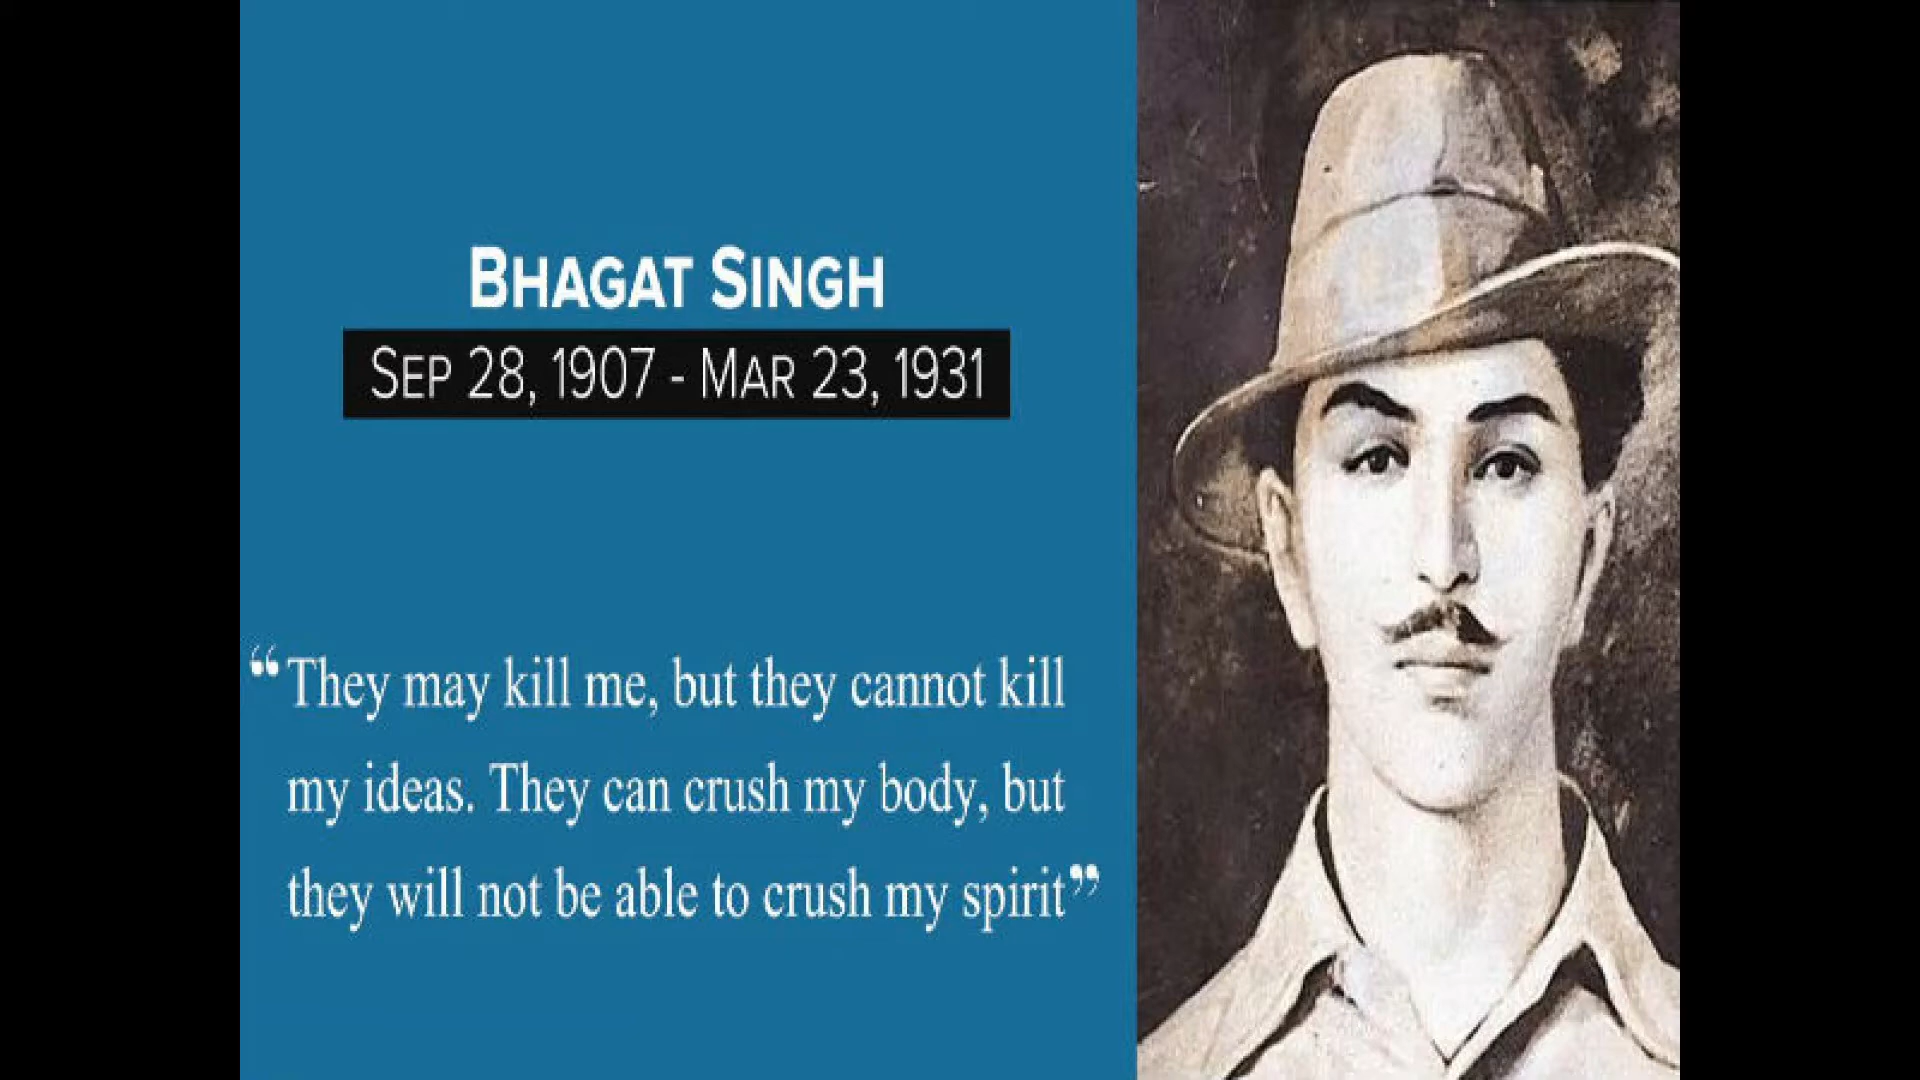 BHAGAT SINGH
SEP 28, 1907 - MAR 23, 1931
“They may kill me, but they cannot kill
my ideas. They can crush my body, but
they will not be able to crush my spirit”